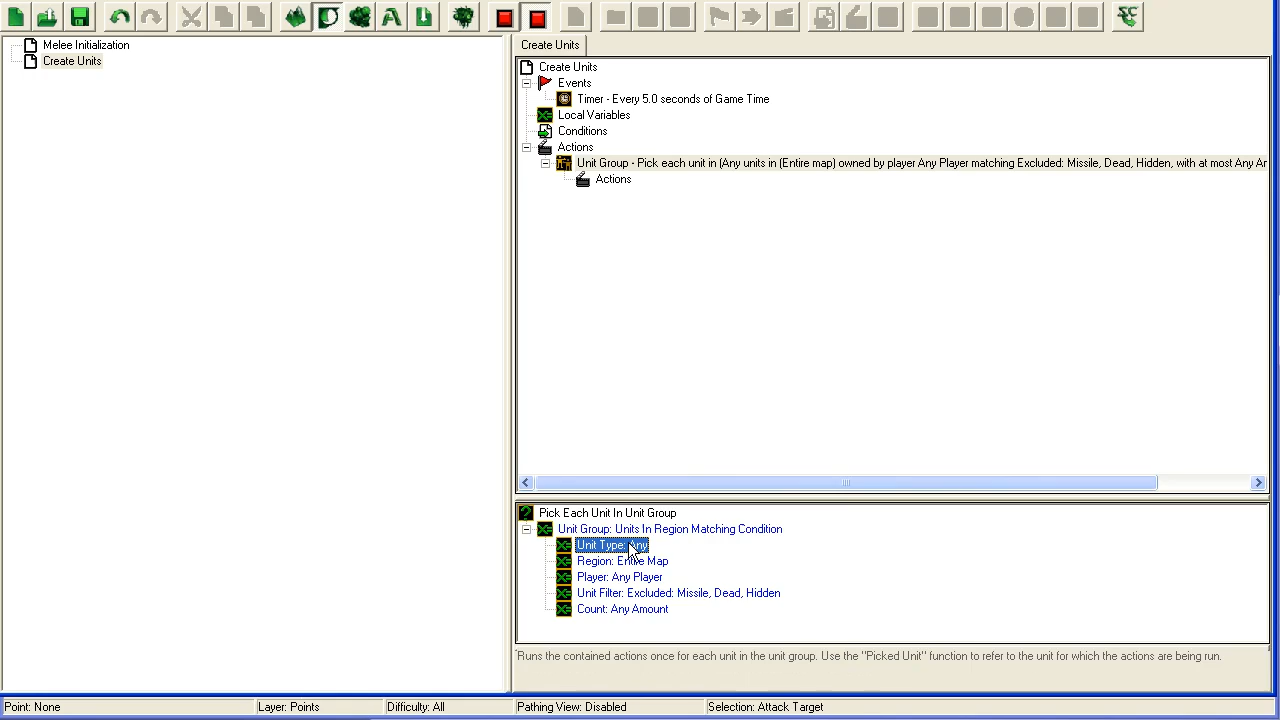 Melee Initialization
Create Units
Create Units
Create Units
Events
Timer - Every 5.0 seconds of Game Time
Local Variables
Conditions
Actions
Unit Group - Pick each unit in (Any units in (Entire map) owned by player Any Player matching Excluded: Missile, Dead, Hidden, with at most Any Ar
Actions
Pick Each Unit In Unit Group
Unit Group: Units In Region Matching Condition
Unit Type: Any
Region: Entire Map
Player: Any Player
Unit Filter: Excluded: Missile, Dead, Hidden
Count: Any Amount
Runs the contained actions once for each unit in the unit group. Use the "Picked Unit" function to refer to the unit for which the actions are being run.
Point: None
Layer: Points
Difficulty: All
Pathing View: Disabled
Selection: Attack Target